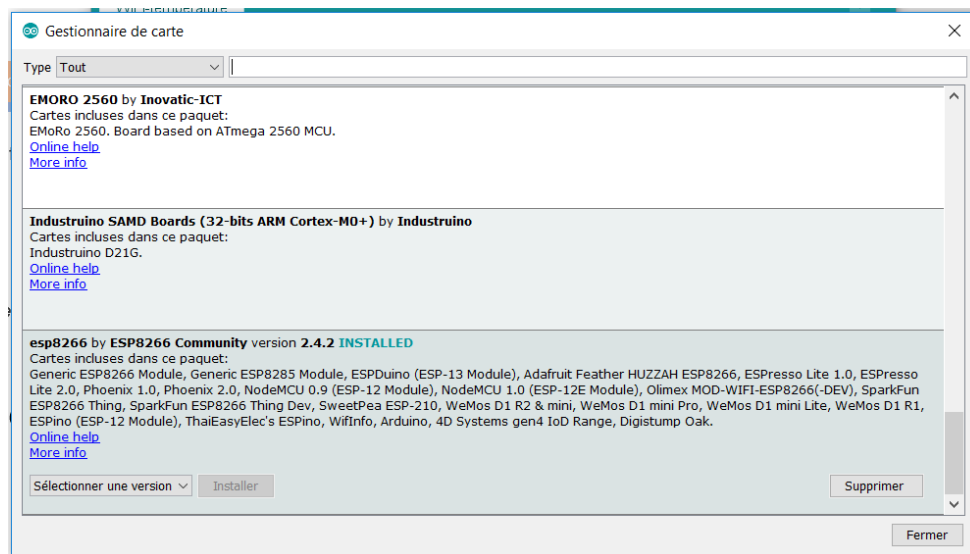 Wifi-temperature
Gestionnaire de carte
Type Tout
EMORO 2560 by Inovatic-ICT
Cartes incluses dans ce paquet:
EMoRo 2560. Board based on ATmega 2560 MCU.
Online help
More info
Industruino SAMD Boards (32-bits ARM Cortex-M0+) by Industruino
Cartes incluses dans ce paquet:
Industruino D21G.
Online help
More info
esp8266 by ESP8266 Community version 2.4.2 INSTALLED
Cartes incluses dans ce paquet:
Generic ESP8266 Module, Generic ESP8285 Module, ESPDuino (ESP-13 Module), Adafruit Feather HUZZAH ESP8266, ESPresso Lite 1.0, ESPresso
Lite 2.0, Phoenix 1.0, Phoenix 2.0, NodeMCU 0.9 (ESP-12 Module), NodeMCU 1.0 (ESP-12E Module), Olimex MOD-WIFI-ESP8266(-DEV), SparkFun
ESP8266 Thing, SparkFun ESP8266 Thing Dev, SweetPea ESP-210, WeMos D1 R2 & mini, WeMos D1 mini Pro, WeMos D1 mini Lite, WeMos D1 R1,
ESPino (ESP-12 Module), ThaiEasyElec's ESPino, WifInfo, Arduino, 4D Systems gen4 IoD Range, Digistump Oak.
Online help
More info
Sélectionner une version Installer Supprimer
Fermer